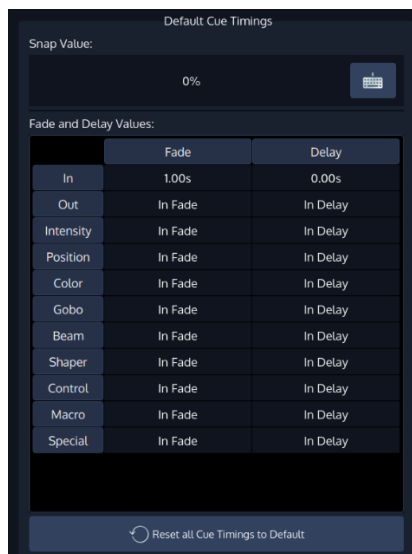 Default Cue Timings
Snap Value:
0%
Fade and Delay Values:
Fade Delay
In 1.00s 0.00s
Out In Fade In Delay
Intensity In Fade In Delay
Position In Fade In Delay
Color In Fade In Delay
Gobo In Fade In Delay
Beam In Fade In Delay
Shaper In Fade In Delay
Control In Fade In Delay
Macro In Fade In Delay
Special In Fade In Delay
Reset all Cue Timings to Default